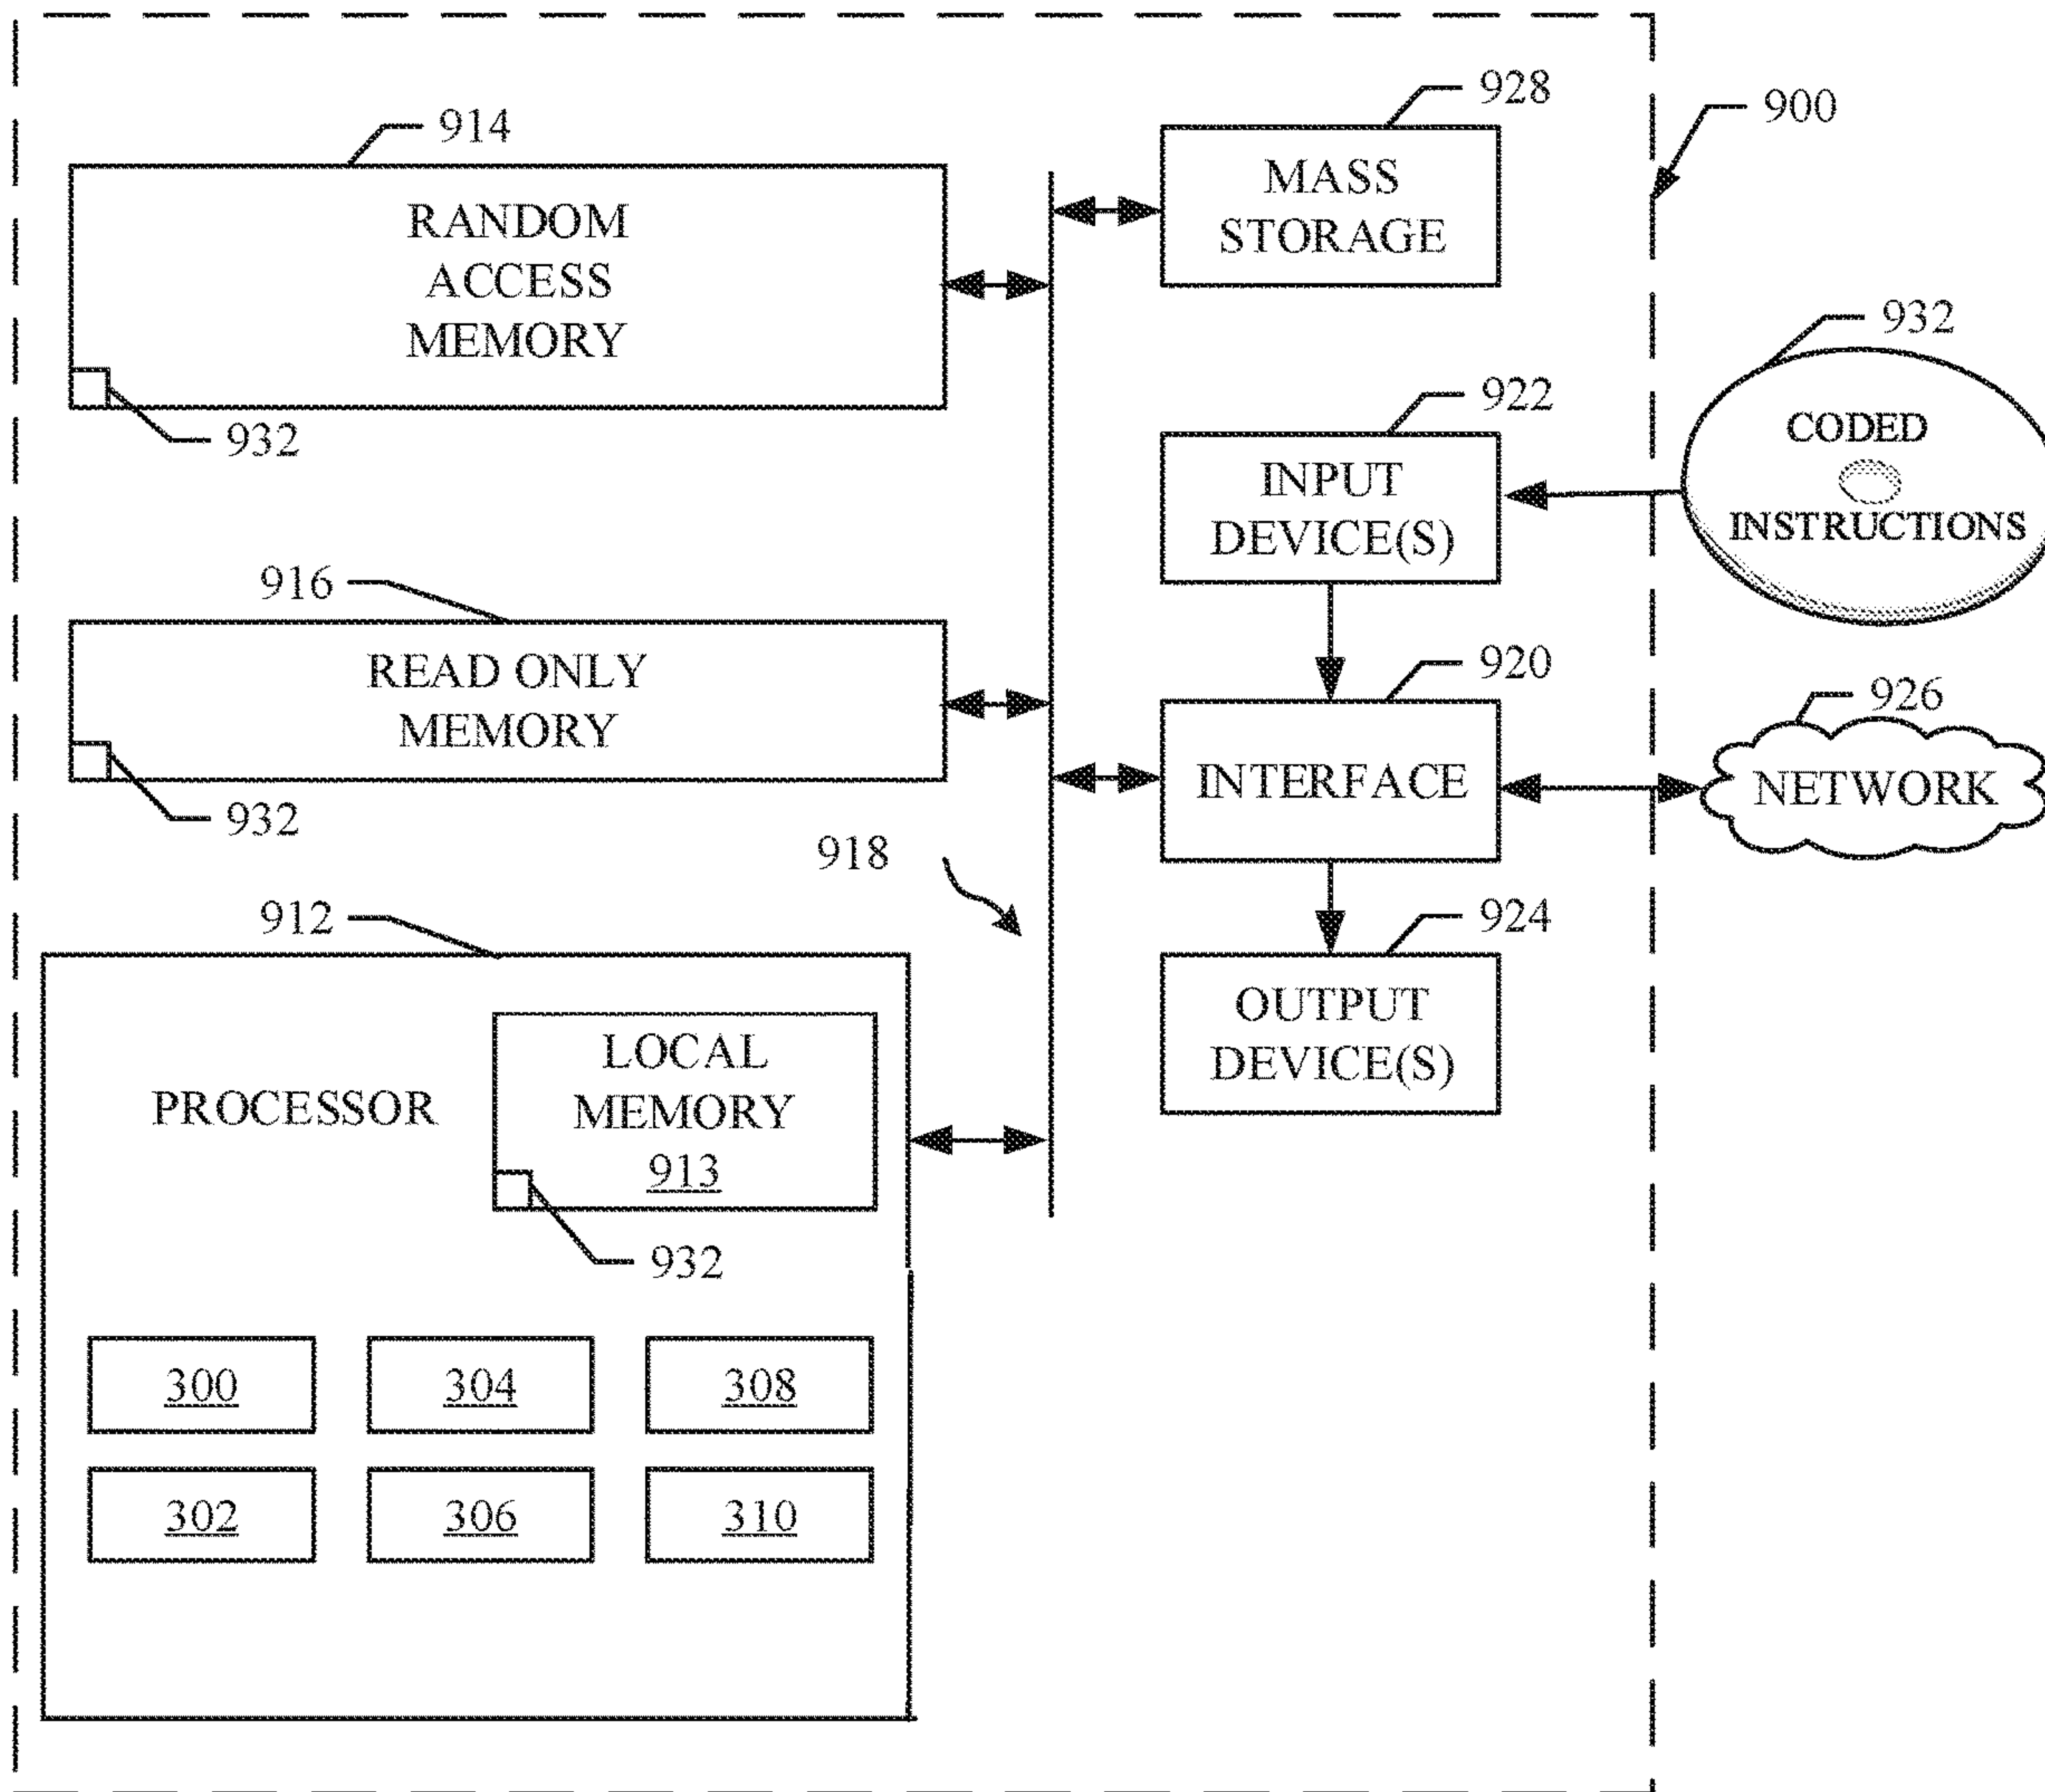 914
RANDOM
ACCESS
MEMORY
932
916
READ ONLY
MEMORY
932
918
912
PROCESSOR
LOCAL
MEMORY
913
932
300
304
308
302
306
310
928
MASS
STORAGE
922
INPUT
DEVICE(S)
920
INTERFACE
924
OUTPUT
DEVICE(S)
900
932
CODED
INSTRUCTIONS
926
NETWORK